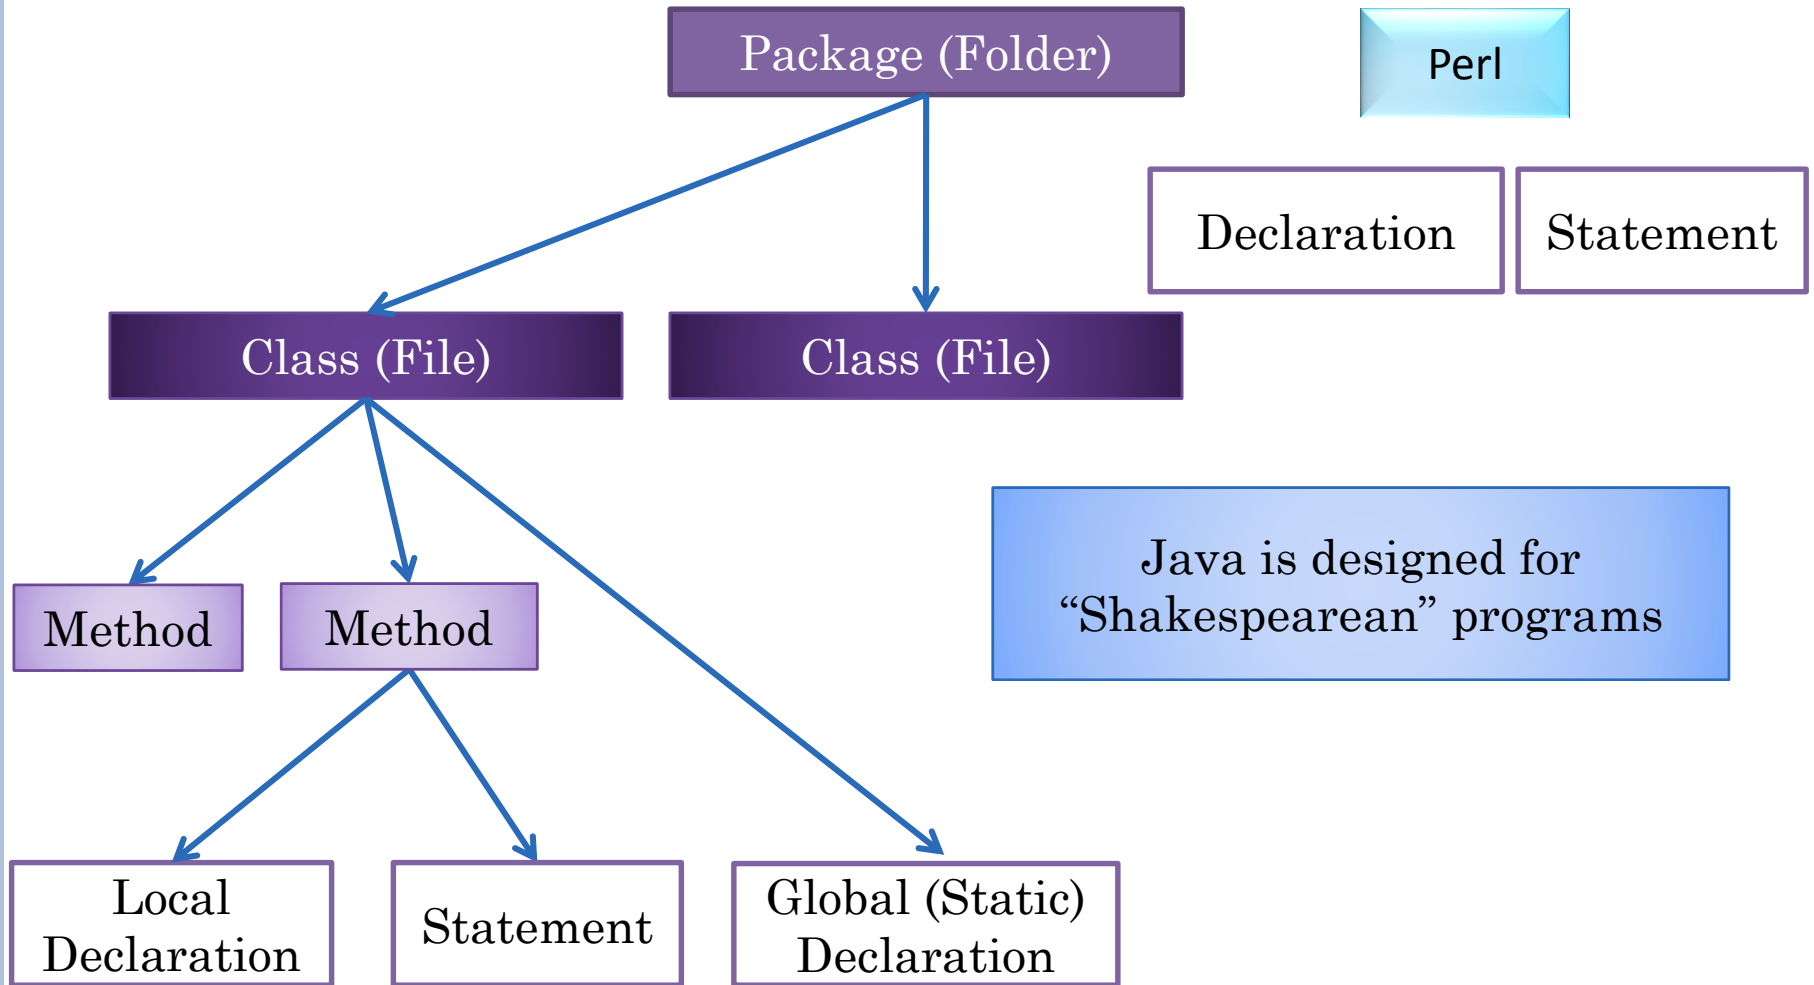 Package (Folder)
Perl
Declaration
Statement
Class (File)
Class (File)
Java is designed for
“Shakespearean” programs
Method
Method
Local
Declaration
Statement
Global (Static)
Declaration